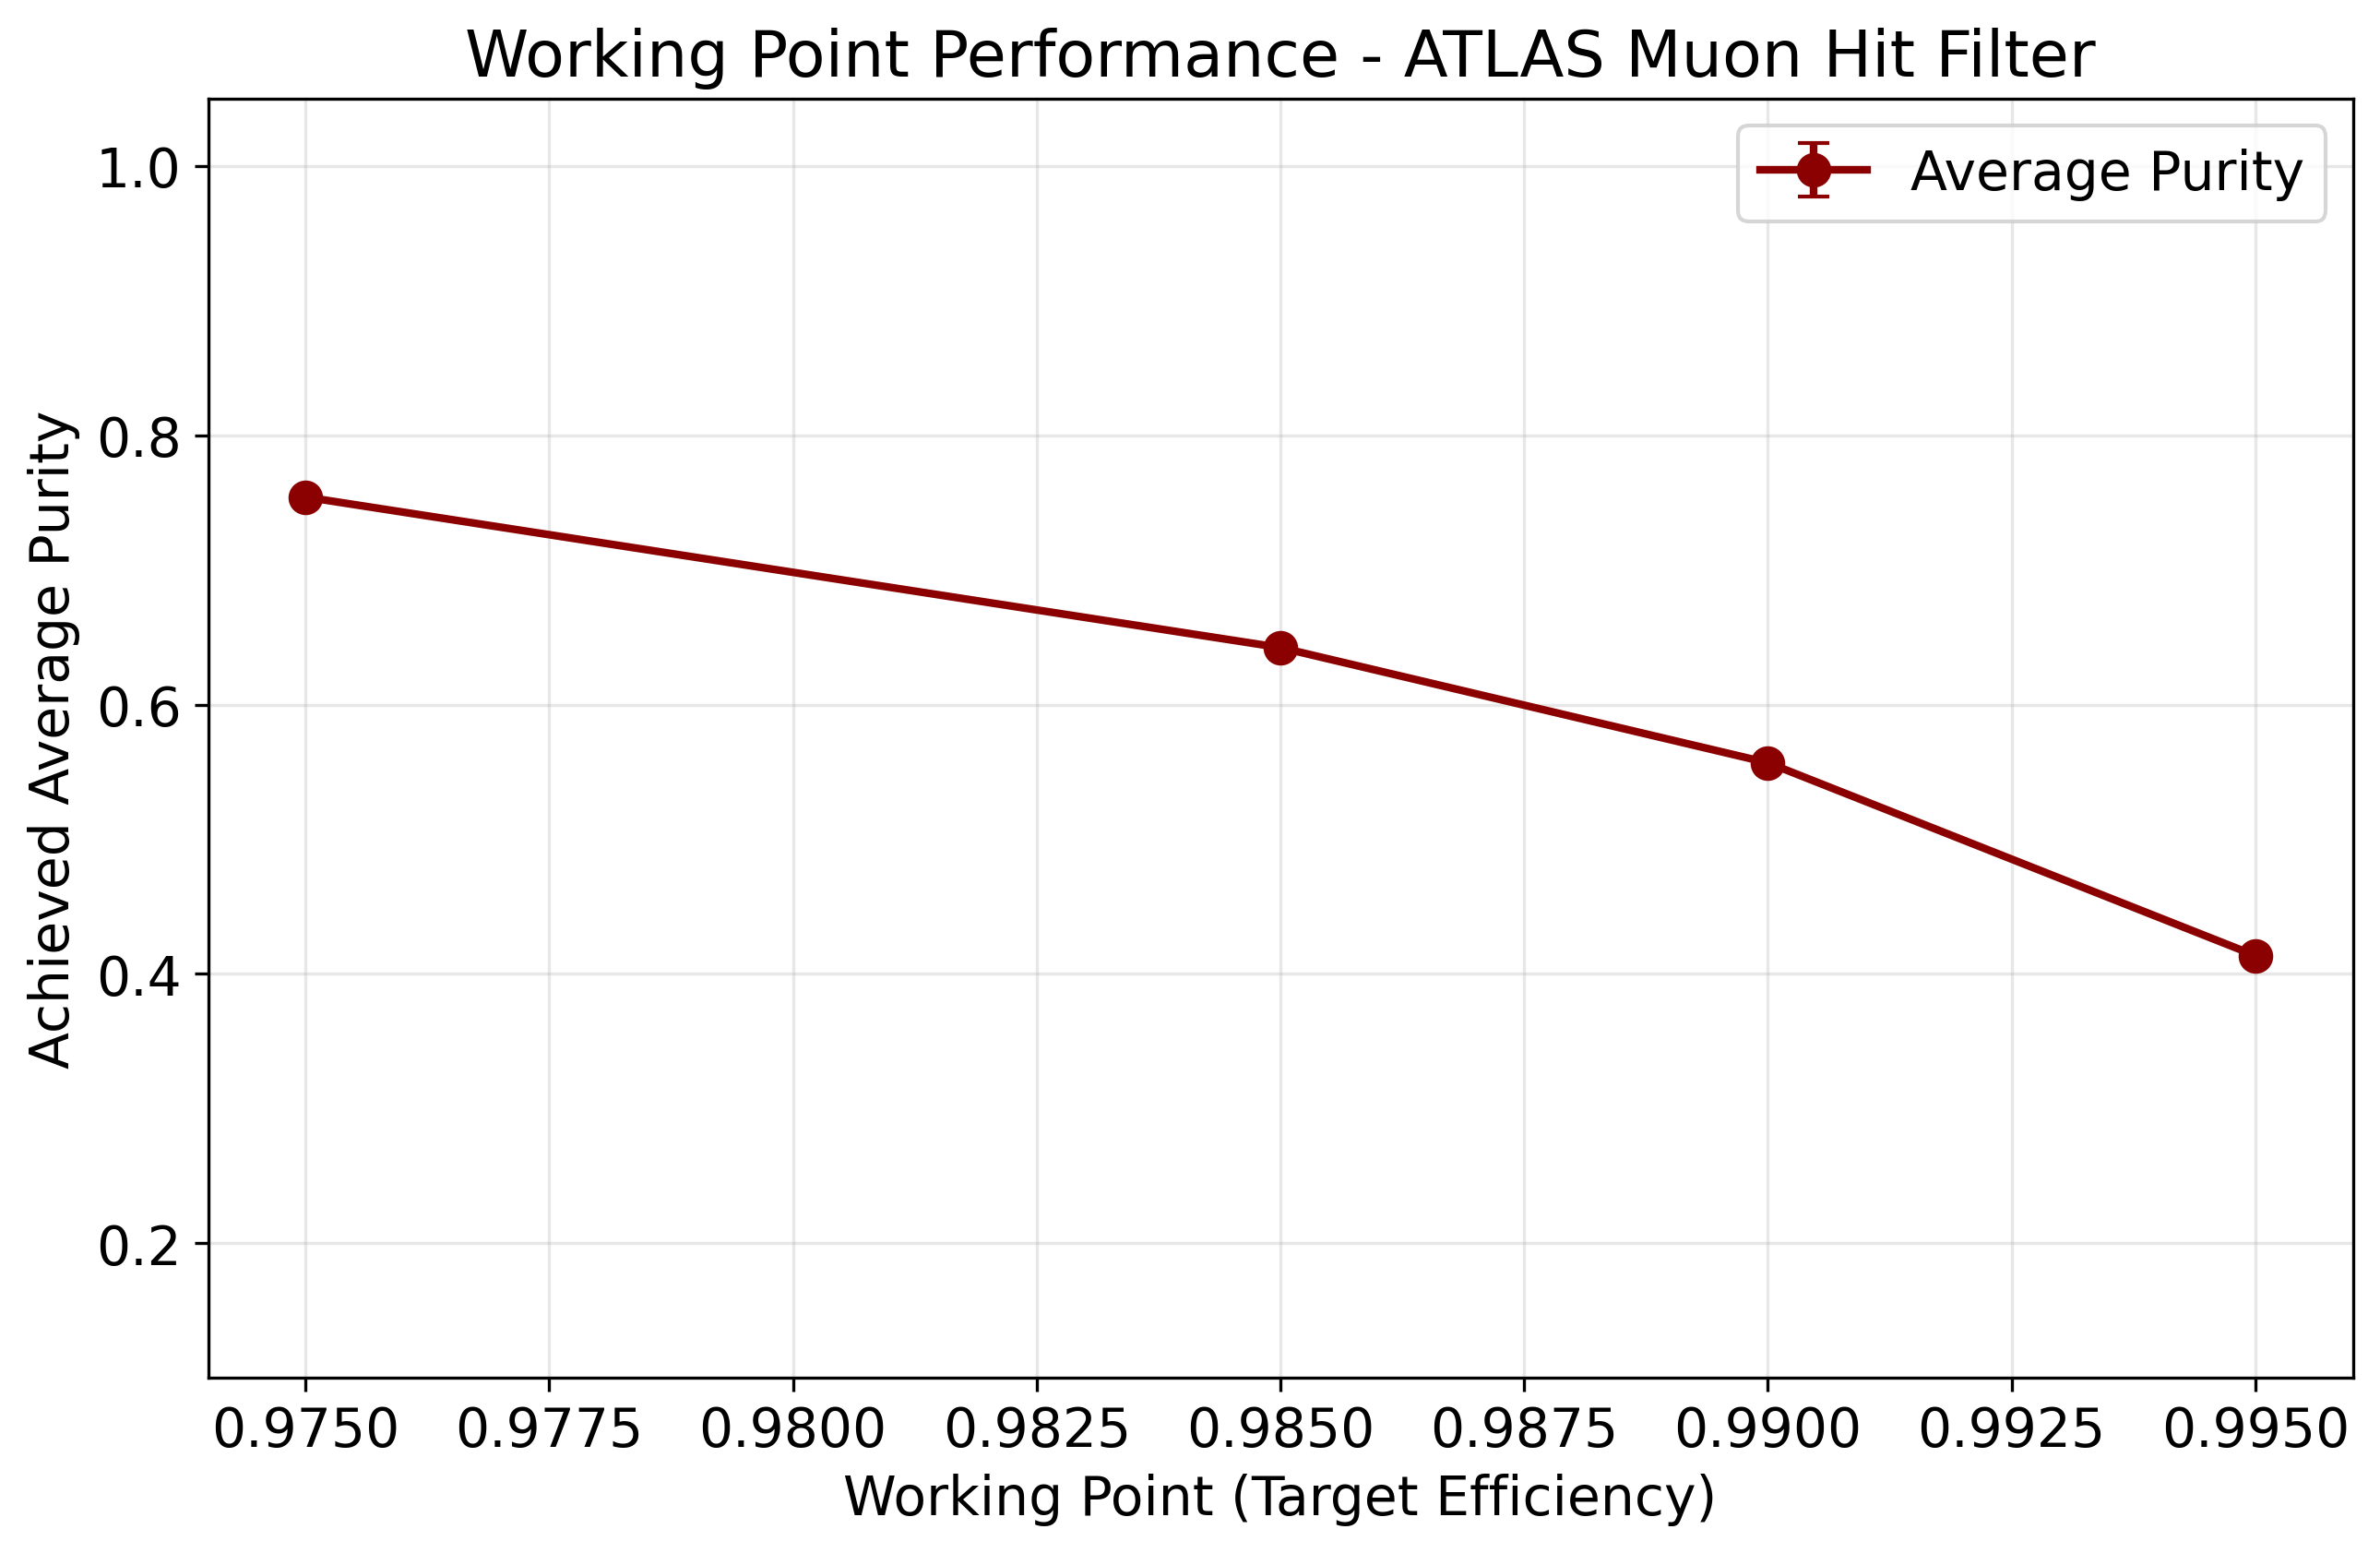 Working Point Performance - ATLAS Muon Hit Filter
Average Purity
Achieved Average Purity
1.0
0.8
0.6
0.4
0.2
0.9750 0.9775 0.9800 0.9825 0.9850 0.9875 0.9900 0.9925 0.9950
Working Point (Target Efficiency)